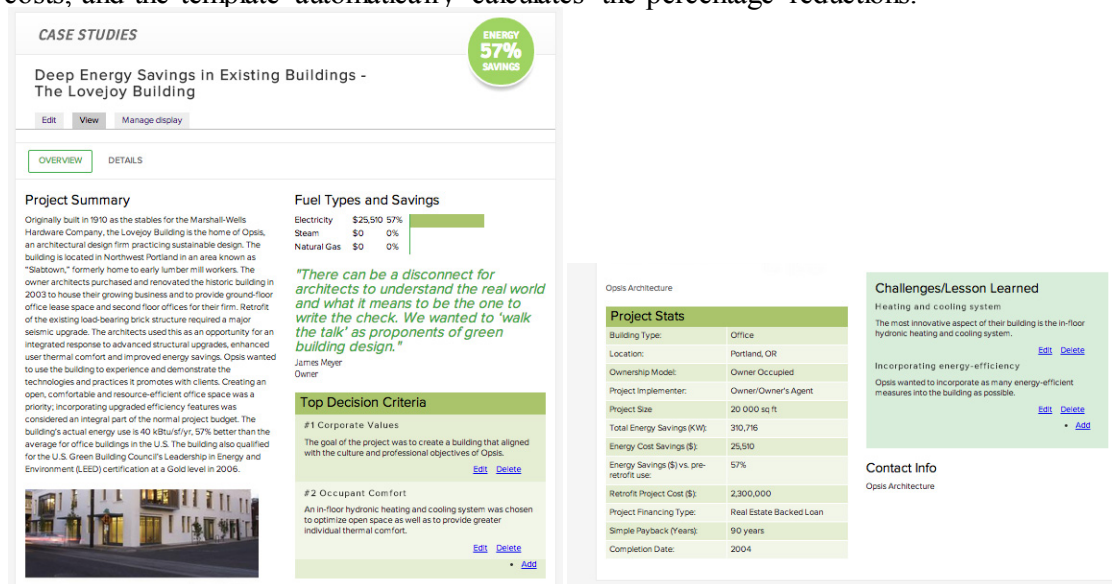 costs, and the template automatically calculates the percentage reductions.
CASE STUDIES
ENERGY
57%
SAVINGS
Deep Energy Savings in Existing Buildings -
The Lovejoy Building
Edit View Manage display
OVERVIEW DETAILS
Project Summary
Originally built in 1910 as the stables for the Marshall-Wells
Hardware Company, the Lovejoy Building is the home of Opsis,
an architectural design firm practicing sustainable design. The
building is located in Northwest Portland in an area known as
"Slabtown," formerly home to early lumber mill workers. The
owner architects purchased and renovated the historic building in
2003 to house their growing business and to provide ground-floor
office lease space and second floor offices for their firm. Retrofit
of the existing load-bearing brick structure required a major
seismic upgrade. The architects used this as an opportunity for an
integrated response to advanced structural upgrades, enhanced
user thermal comfort and improved energy savings. Opsis wanted
to use the building to experience and demonstrate the
technologies and practices it promotes with clients. Creating an
open, comfortable and resource-efficient office space was a
priority; incorporating upgraded efficiency features was
considered an integral part of the normal project budget. The
building's actual energy use is 40 kBtu/sf/yr, 57% better than the
average for office buildings in the U.S. The building also qualified
for the U.S. Green Building Council's Leadership in Energy and
Environment (LEED) certification at a Gold level in 2006.
Fuel Types and Savings
Electricity $25,510 57%
Steam $0 0%
Natural Gas $0 0%
"There can be a disconnect for
architects to understand the real world
and what it means to be the one to
write the check. We wanted to 'walk
the talk' as proponents of green
building design."
James Meyer
Owner
Top Decision Criteria
#1 Corporate Values
The goal of the project was to create a building that aligned
with the culture and professional objectives of Opsis.
Edit Delete
#2 Occupant Comfort
An in-floor hydronic heating and cooling system was chosen
to optimize open space as well as to provide greater
individual thermal comfort.
Edit Delete
• Add
Opsis Architecture
Project Stats
Building Type: Office
Location: Portland, OR
Ownership Model: Owner Occupied
Project Implementer: Owner/Owner's Agent
Project Size 20 000 sq ft
Total Energy Savings (KW): 310,716
Energy Cost Savings ($): 25,510
Energy Savings ($) vs. pre- 57%
retrofit use:
Retrofit Project Cost ($): 2,300,000
Project Financing Type: Real Estate Backed Loan
Simple Payback (Years): 90 years
Completion Date: 2004
Challenges/Lesson Learned
Heating and cooling system
The most innovative aspect of their building is the in-floor
hydronic heating and cooling system.
Edit Delete
Incorporating energy-efficiency
Opsis wanted to incorporate as many energy-efficient
measures into the building as possible.
Edit Delete
• Add
Contact Info
Opsis Architecture